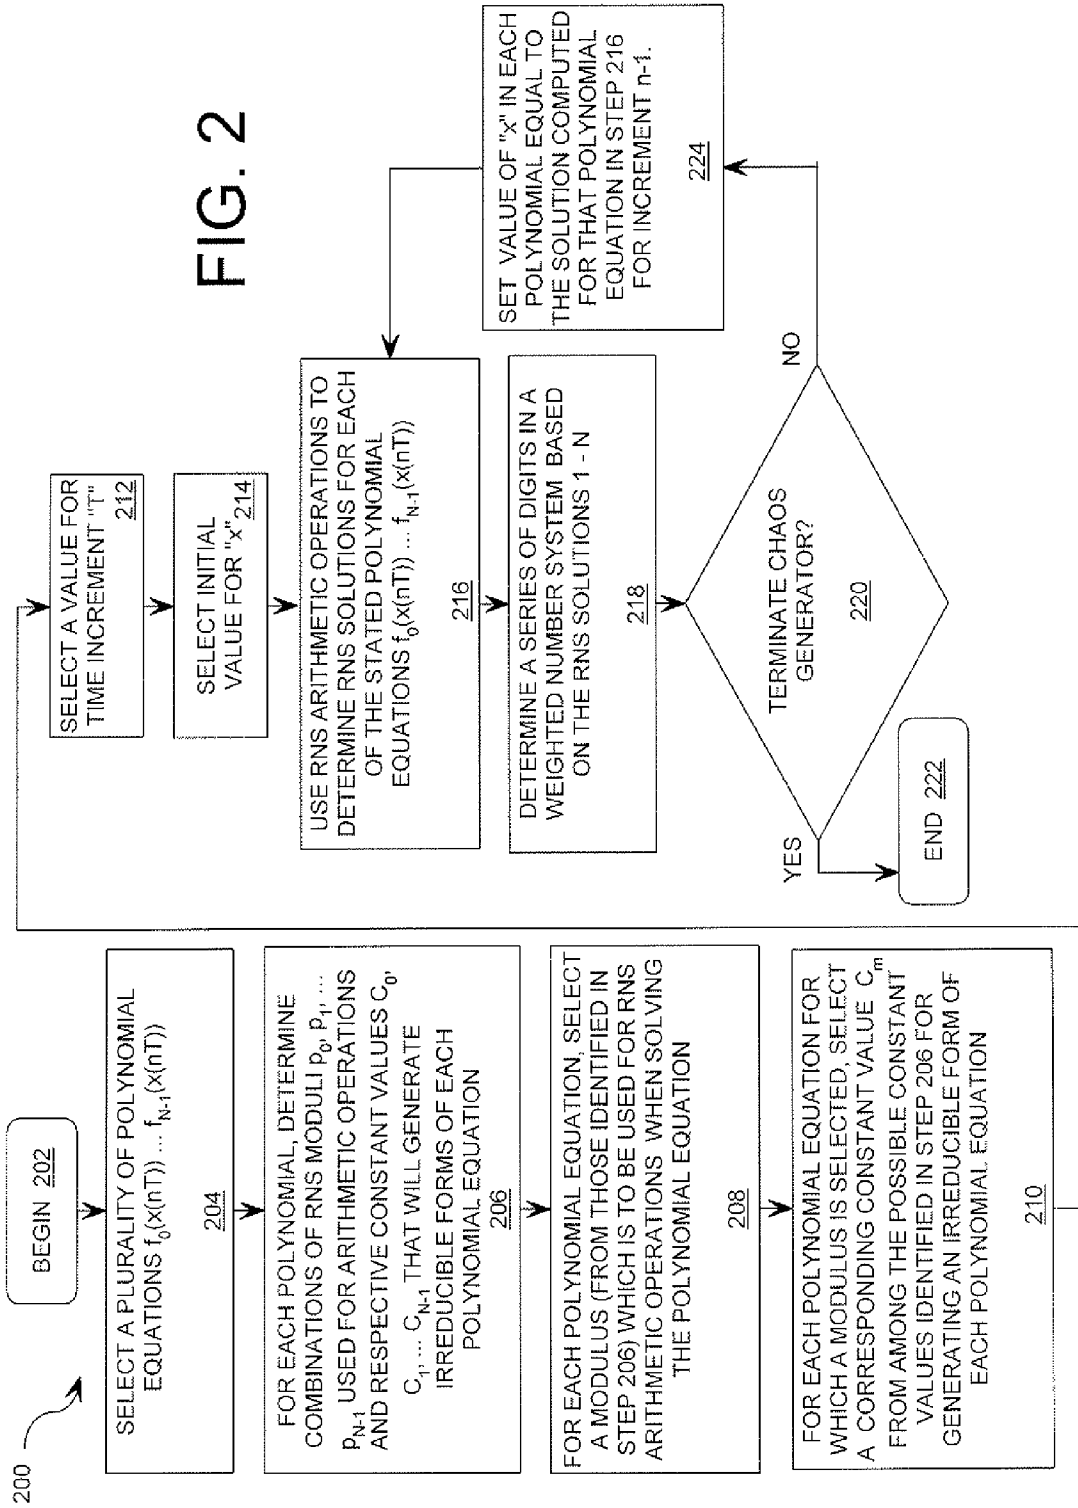 FIG. 2
200
BEGIN 202
SELECT A PLURALITY OF POLYNOMIAL
EQUATIONS f0(x(nT)) ... fN-1(x(nT))
204
FOR EACH POLYNOMIAL, DETERMINE
COMBINATIONS OF RNS MODULI p0, p1, ...
pN-1 USED FOR ARITHMETIC OPERATIONS
AND RESPECTIVE CONSTANT VALUES C0,
C1, ... CN-1 THAT WILL GENERATE
IRREDUCIBLE FORMS OF EACH
POLYNOMIAL EQUATION
206
FOR EACH POLYNOMIAL EQUATION, SELECT
A MODULUS (FROM THOSE IDENTIFIED IN
STEP 206) WHICH IS TO BE USED FOR RNS
ARITHMETIC OPERATIONS WHEN SOLVING
THE POLYNOMIAL EQUATION
208
FOR EACH POLYNOMIAL EQUATION FOR
WHICH A MODULUS IS SELECTED, SELECT
A CORRESPONDING CONSTANT VALUE Cm
FROM AMONG THE POSSIBLE CONSTANT
VALUES IDENTIFIED IN STEP 206 FOR
GENERATING AN IRREDUCIBLE FORM OF
EACH POLYNOMIAL EQUATION
210
SELECT A VALUE FOR
TIME INCREMENT "T"
212
SELECT INITIAL
VALUE FOR "x"
214
USE RNS ARITHMETIC OPERATIONS TO
DETERMINE RNS SOLUTIONS FOR EACH
OF THE STATED POLYNOMIAL
EQUATIONS f0(x(nT)) ... fN-1(x(nT))
216
DETERMINE A SERIES OF DIGITS IN A
WEIGHTED NUMBER SYSTEM BASED
ON THE RNS SOLUTIONS 1 - N
218
TERMINATE CHAOS
GENERATOR?
220
YES
END 222
NO
SET VALUE OF "x" IN EACH
POLYNOMIAL EQUAL TO
THE SOLUTION COMPUTED
FOR THAT POLYNOMIAL
EQUATION IN STEP 216
FOR INCREMENT n-1.
224